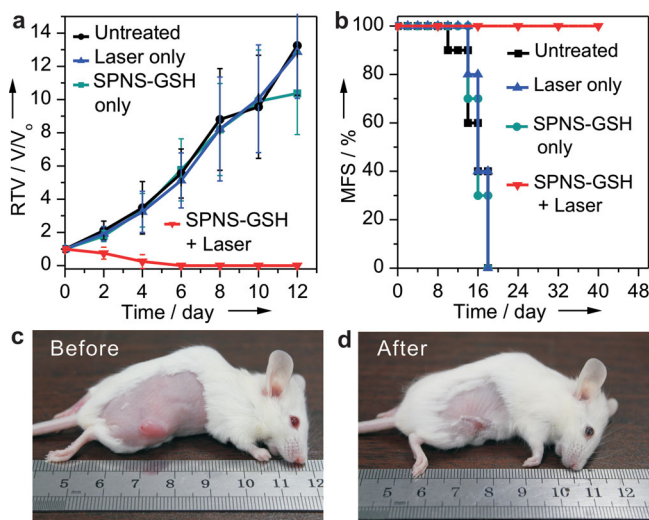 a
RTV / V/Vo
14
12
10
8
6
4
2
0
0 2 4 6 8 10 12
Time / day
Untreated
Laser only
SPNS-GSH
only
SPNS-GSH
+ Laser
b
MFS / %
100
80
60
40
20
0
0 8 16 24 32 40 48
Time / day
Untreated
Laser only
SPNS-GSH
only
SPNS-GSH
+ Laser
c Before
5 6 7 8 9 10 11 12
d After
5 6 7 8 9 10 11 12